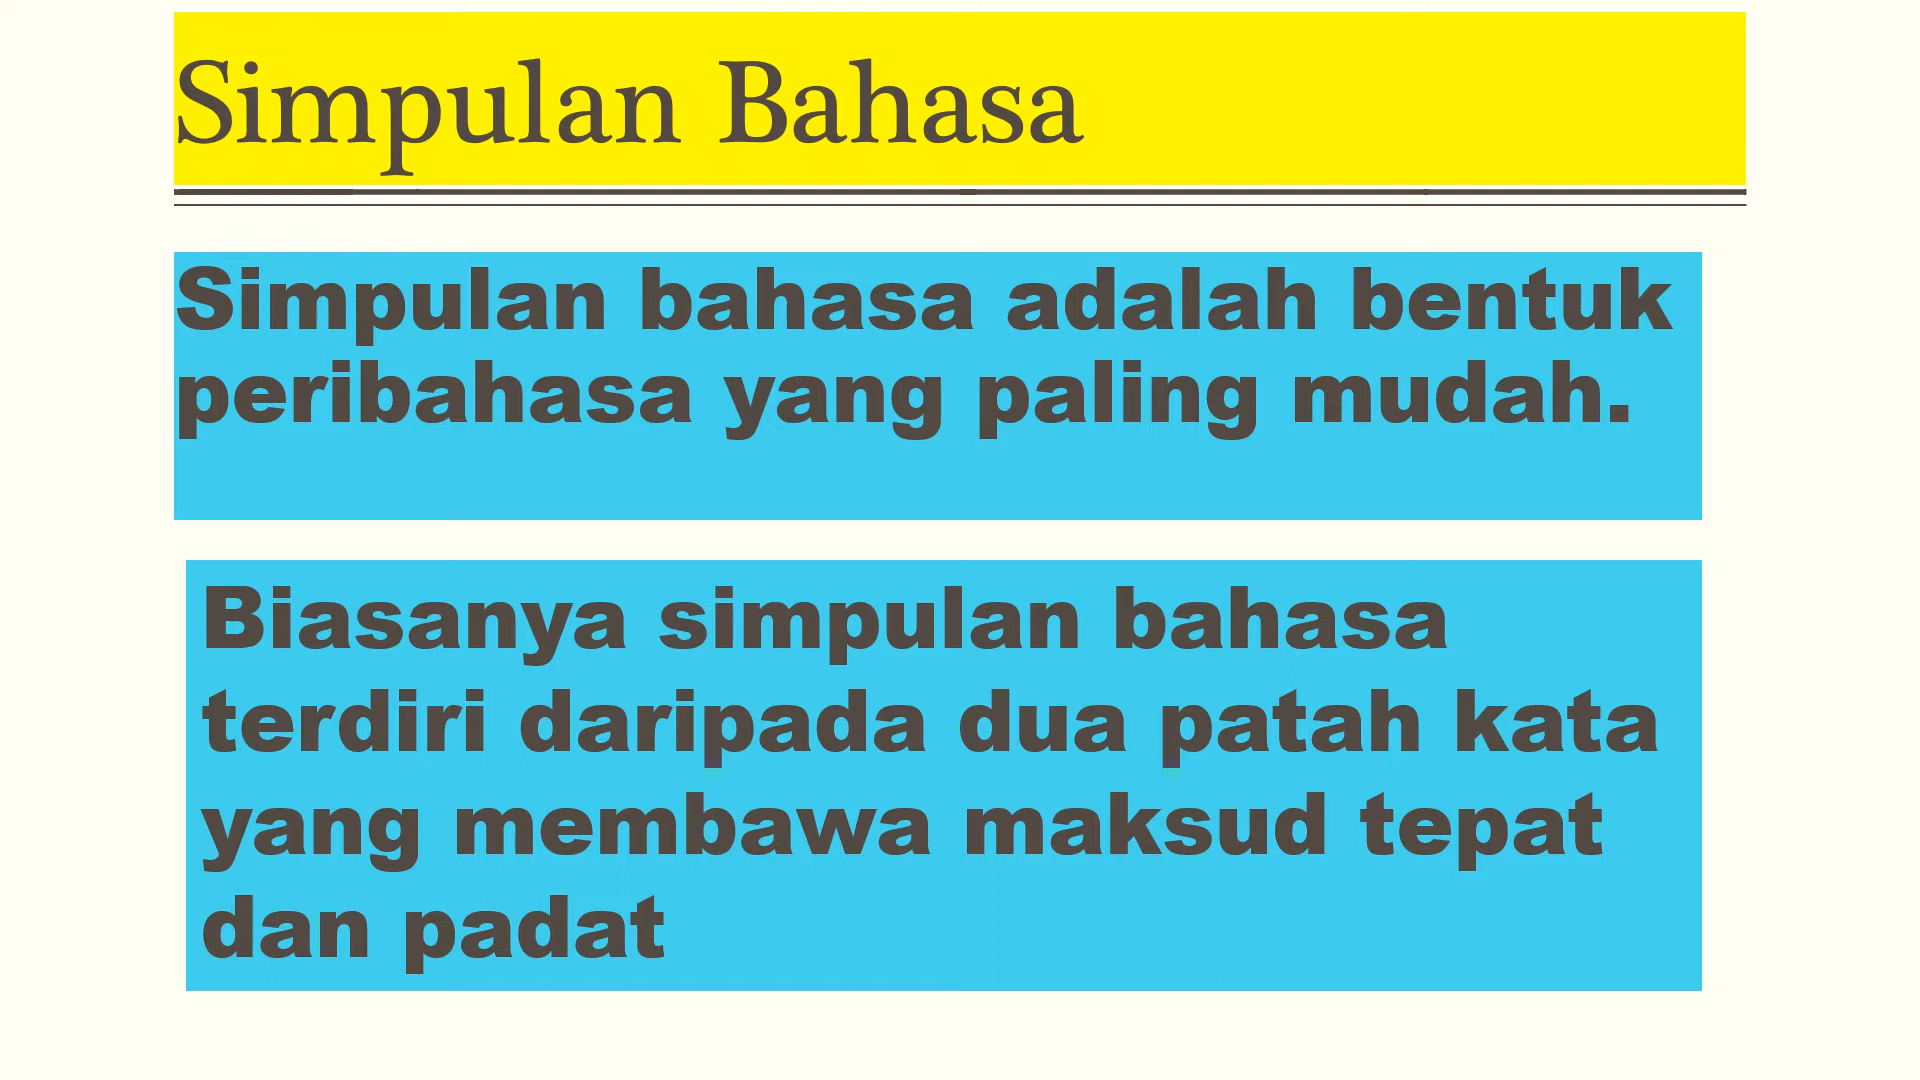 Simpulan Bahasa
Simpulan bahasa adalah bentuk
peribahasa yang paling mudah.
Biasanya simpulan bahasa
terdiri daripada dua patah kata
yang membawa maksud tepat
dan padat